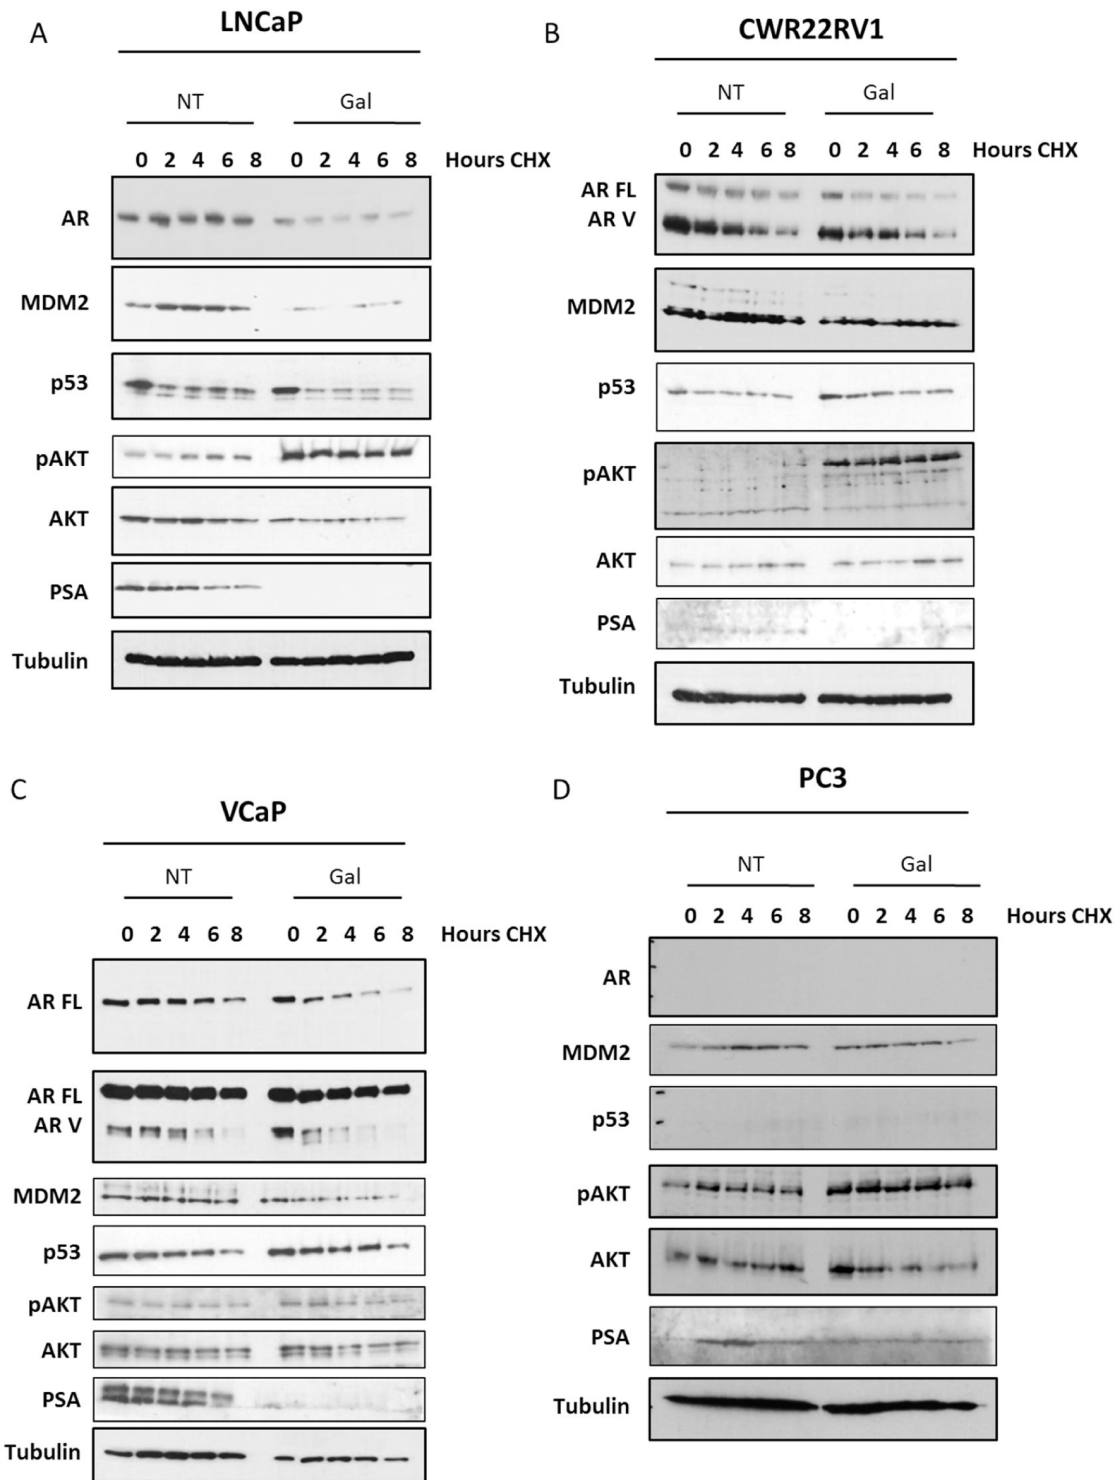 A
LNCaP
NT Gal
0 2 4 6 8 0 2 4 6 8 Hours CHX
AR
MDM2
p53
pAKT
AKT
PSA
Tubulin
B
CWR22RV1
NT Gal
0 2 4 6 8 0 2 4 6 8 Hours CHX
AR FL
AR V
MDM2
p53
pAKT
AKT
PSA
Tubulin
C
VCaP
NT Gal
0 2 4 6 8 0 2 4 6 8 Hours CHX
AR FL
AR FL
AR V
MDM2
p53
pAKT
AKT
PSA
Tubulin
D
PC3
NT Gal
0 2 4 6 8 0 2 4 6 8 Hours CHX
AR
MDM2
p53
pAKT
AKT
PSA
Tubulin